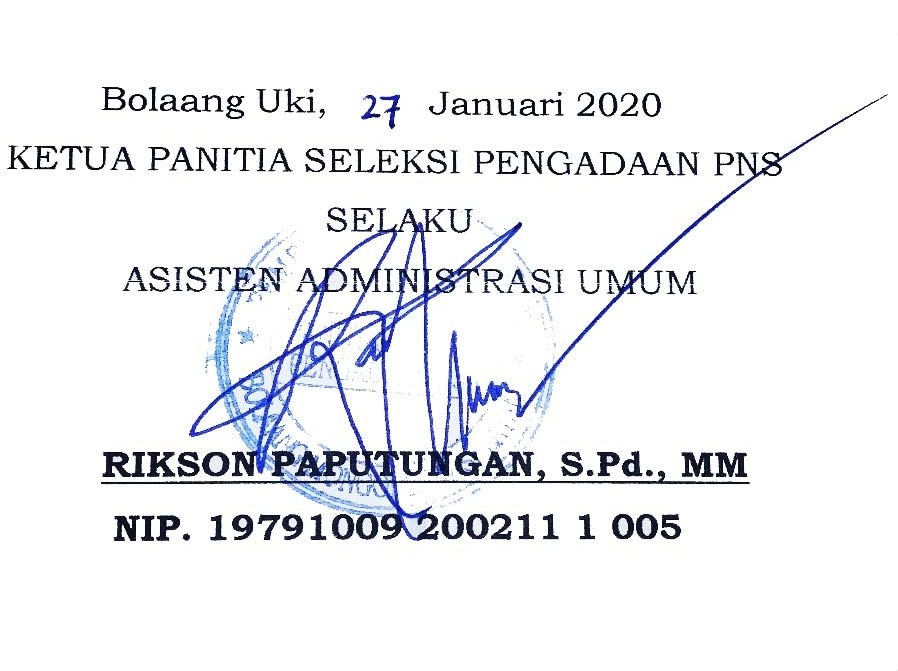 Bolaang Uki, 27 Januari 2020
KETUA PANITIA SELEKSI PENGADAAN PNS
SELAKU
ASISTEN ADMINISTRASI UMUM
RIKSON PAPUTUNGAN, S.Pd., MM
NIP. 19791009 200211 1 005